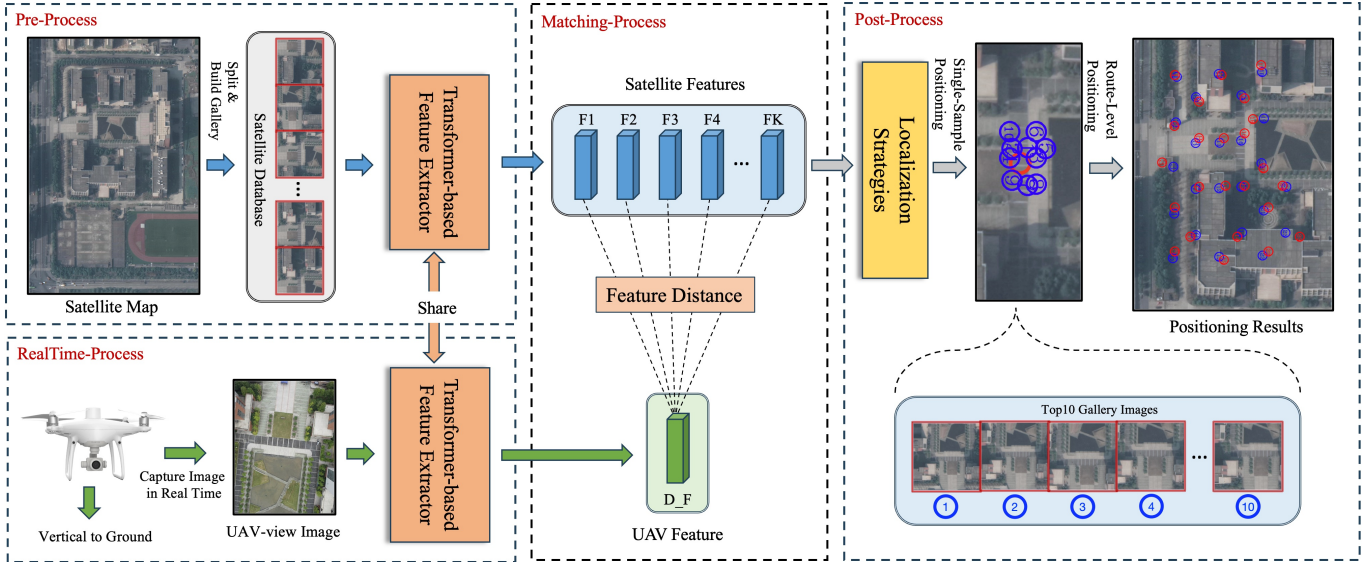 Pre-Process
Satellite Map
Split &
Build Gallery
Satellite Database
...
Transformer-based
Feature Extractor
Share
RealTime-Process
Capture Image
in Real Time
Vertical to Ground
UAV-view Image
Transformer-based
Feature Extractor
Matching-Process
Satellite Features
F1 F2 F3 F4 FK
...
Feature Distance
D_F
UAV Feature
Post-Process
Localization
Strategies
Single-Sample
Positioning
Route-Level
Positioning
Positioning Results
Top10 Gallery Images
...
1 2 3 4 10